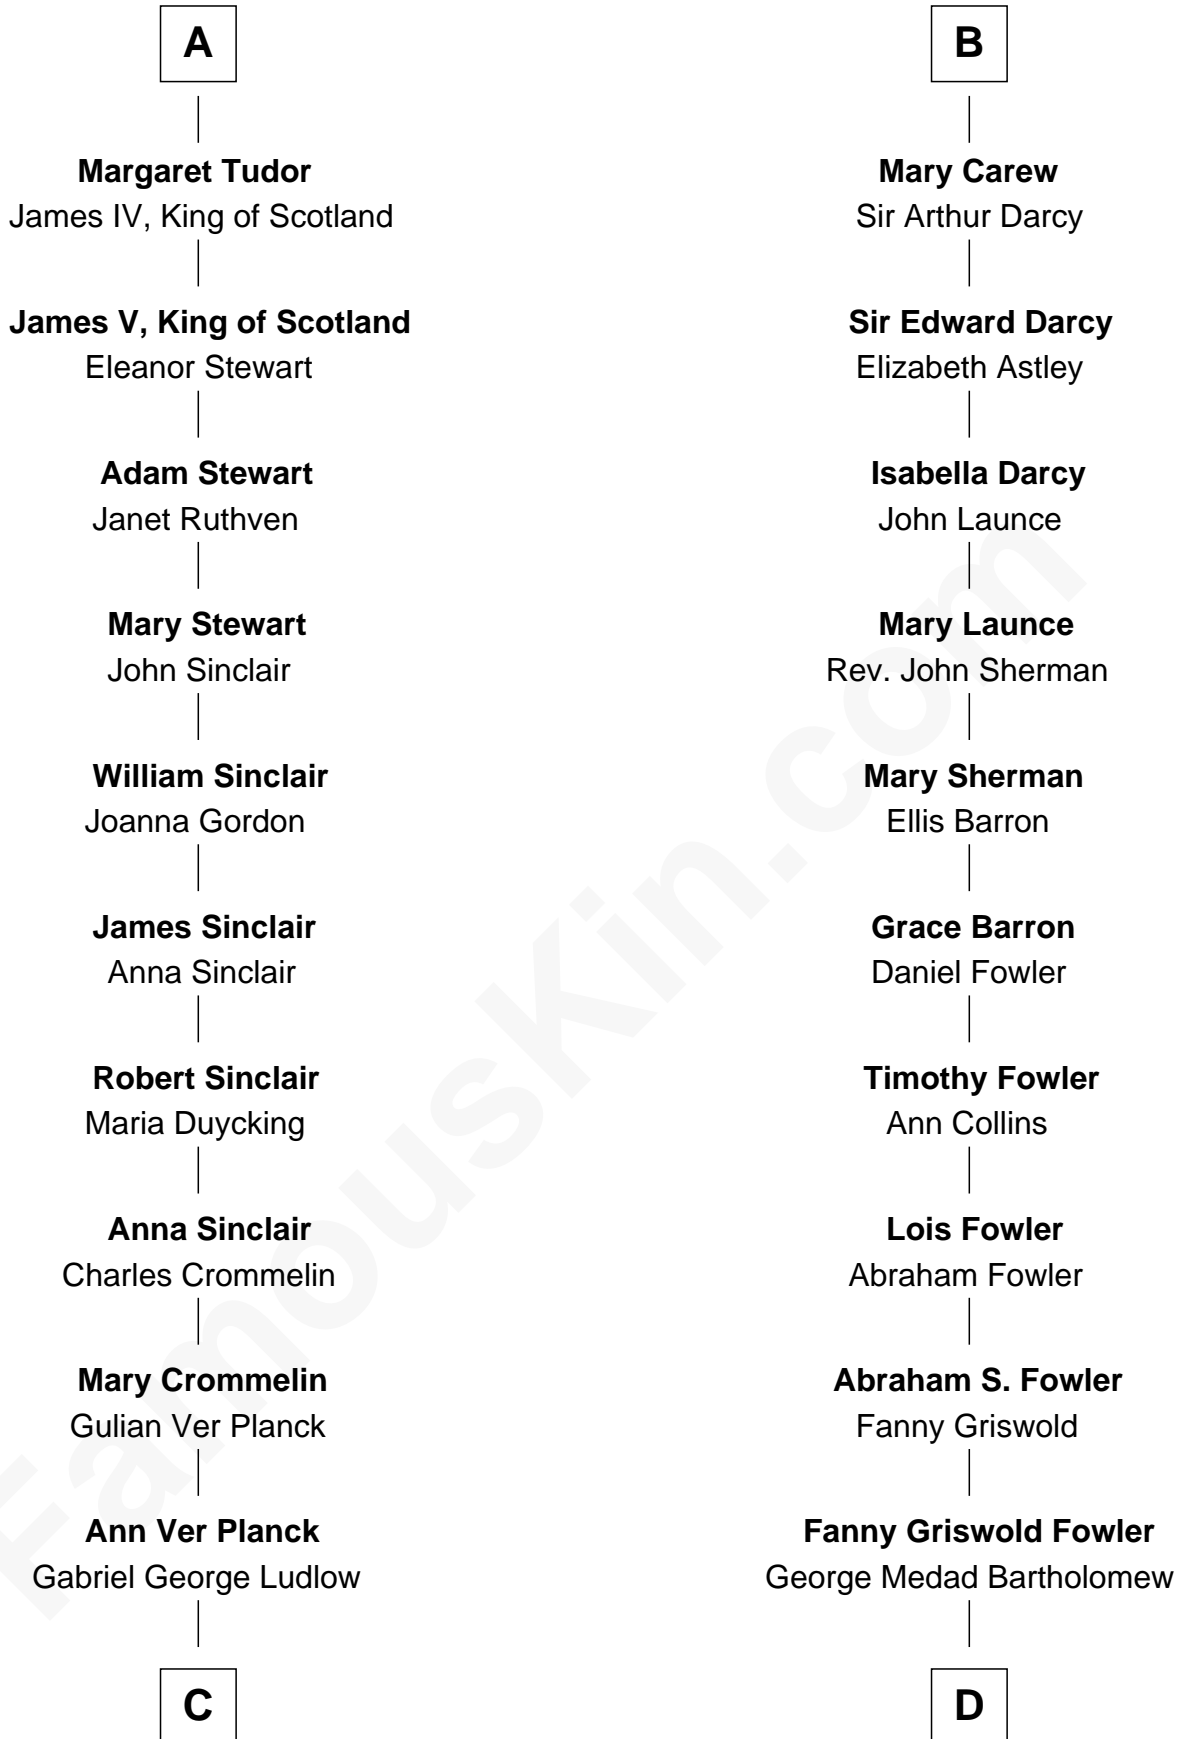 A
Margaret Tudor
James IV, King of Scotland
James V, King of Scotland
Eleanor Stewart
Adam Stewart
Janet Ruthven
Mary Stewart
John Sinclair
William Sinclair
Joanna Gordon
James Sinclair
Anna Sinclair
Robert Sinclair
Maria Duycking
Anna Sinclair
Charles Crommelin
Mary Crommelin
Gulian Ver Planck
Ann Ver Planck
Gabriel George Ludlow
C
B
Mary Carew
Sir Arthur Darcy
Sir Edward Darcy
Elizabeth Astley
Isabella Darcy
John Launce
Mary Launce
Rev. John Sherman
Mary Sherman
Ellis Barron
Grace Barron
Daniel Fowler
Timothy Fowler
Ann Collins
Lois Fowler
Abraham Fowler
Abraham S. Fowler
Fanny Griswold
Fanny Griswold Fowler
George Medad Bartholomew
D
FamousKin.com